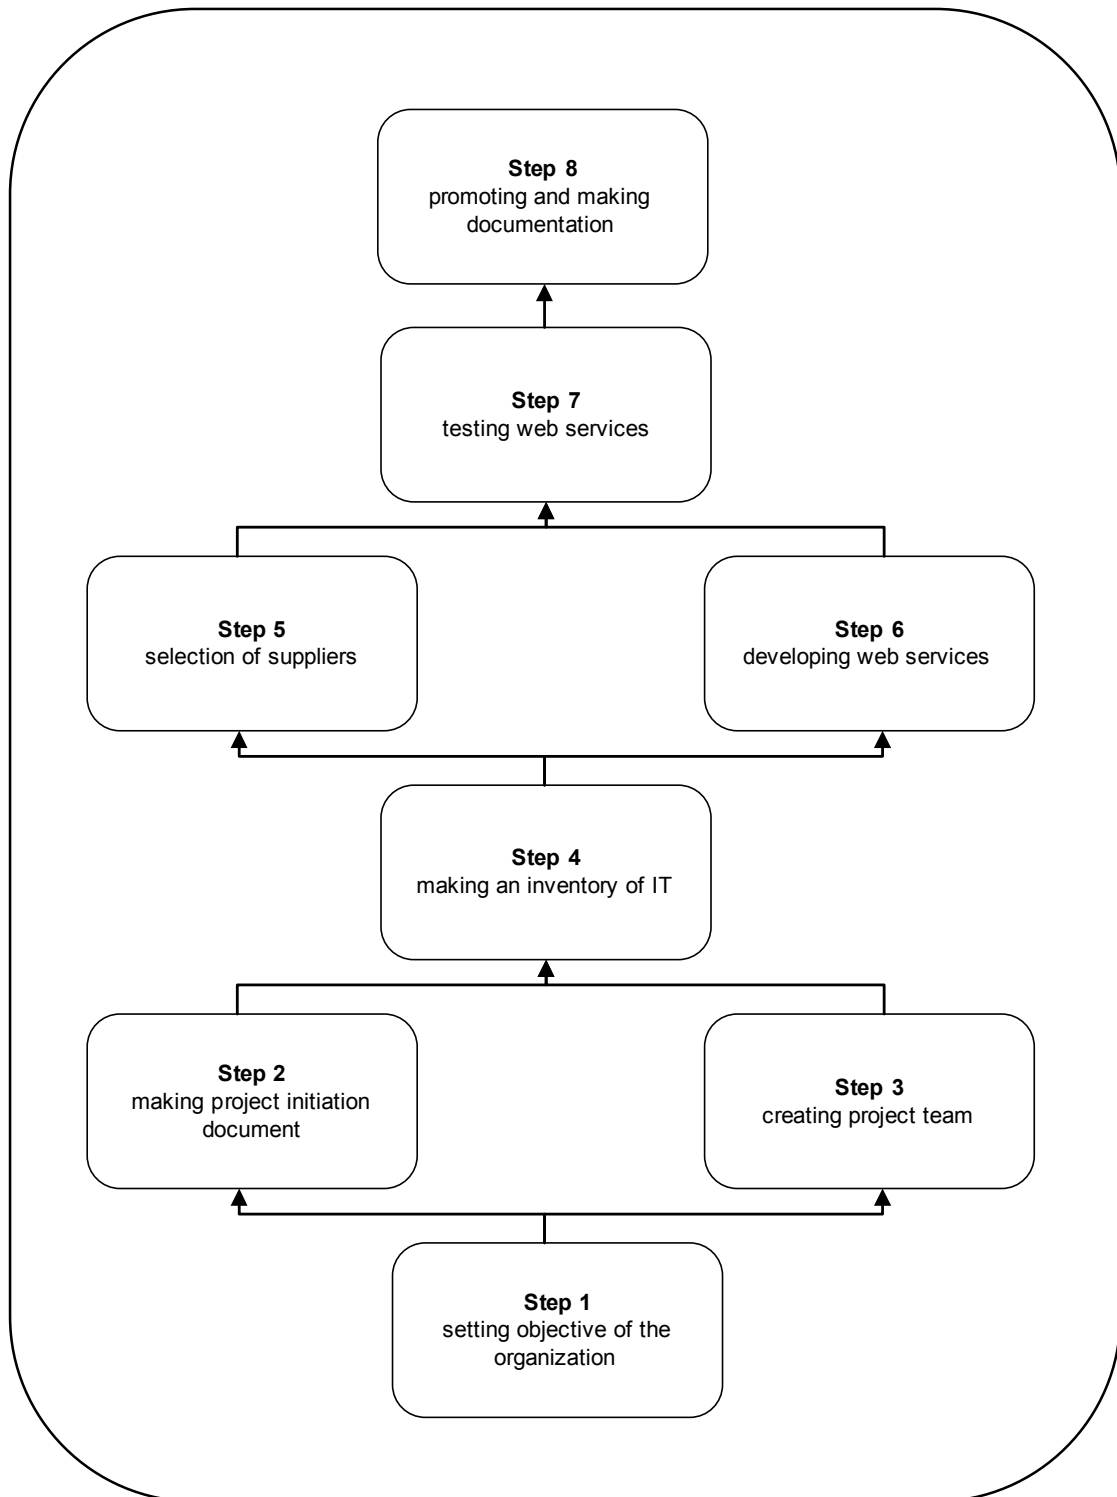 Step 8
promoting and making
documentation
Step 7
testing web services
Step 5
selection of suppliers
Step 6
developing web services
Step 4
making an inventory of IT
Step 2
making project initiation
document
Step 3
creating project team
Step 1
setting objective of the
organization